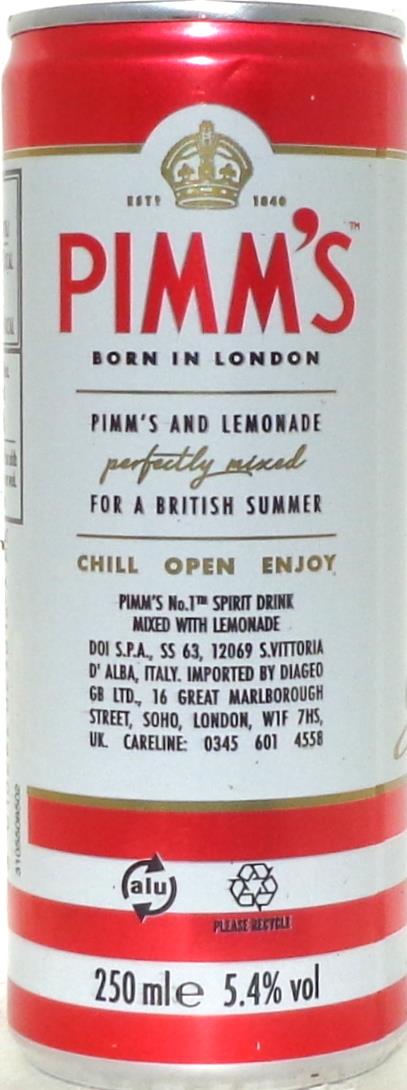 ESTD 1840
PIMM'S™
BORN IN LONDON
PIMM'S AND LEMONADE
perfectly mixed
FOR A BRITISH SUMMER
CHILL OPEN ENJOY
PIMM'S No.1™ SPIRIT DRINK
MIXED WITH LEMONADE
DOI S.P.A., SS 63, 12069 S.VITTORIA
D' ALBA, ITALY. IMPORTED BY DIAGEO
GB LTD., 16 GREAT MARLBOROUGH
STREET, SOHO, LONDON, W1F 7HS,
UK. CARELINE: 0345 601 4558
alu
PLEASE RECYCLE
250 ml e 5.4% vol